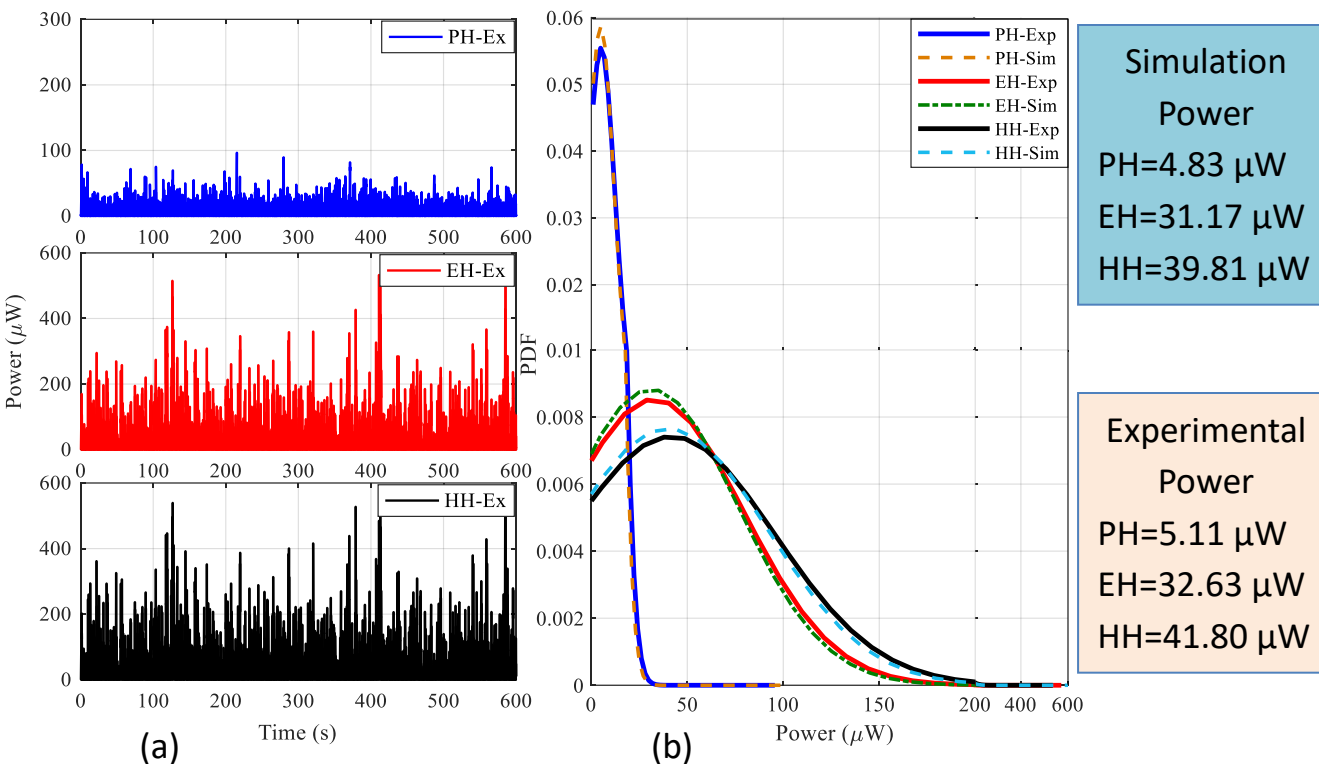 300
200
100
0
PH-Ex
0 100 200 300 400 500 600
600
400
200
0
EH-Ex
0 100 200 300 400 500 600
600
400
200
0
HH-Ex
0 100 200 300 400 500 600
Power (μW)
Time (s)
(a)
0.06
0.05
0.04
0.03
0.02
0.01
0.008
0.006
0.004
0.002
0
PDF
PH-Exp
PH-Sim
EH-Exp
EH-Sim
HH-Exp
HH-Sim
0 50 100 150 200 400 600
Power (μW)
(b)
Simulation
Power
PH=4.83 μW
EH=31.17 μW
HH=39.81 μW
Experimental
Power
PH=5.11 μW
EH=32.63 μW
HH=41.80 μW